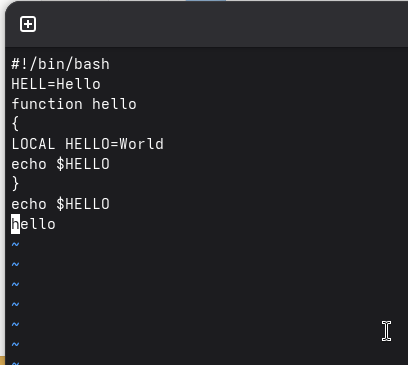 #!/bin/bash
HELL=Hello
function hello
{
LOCAL HELLO=World
echo $HELLO
}
echo $HELLO
hello
~
~
~
~
~
~
~